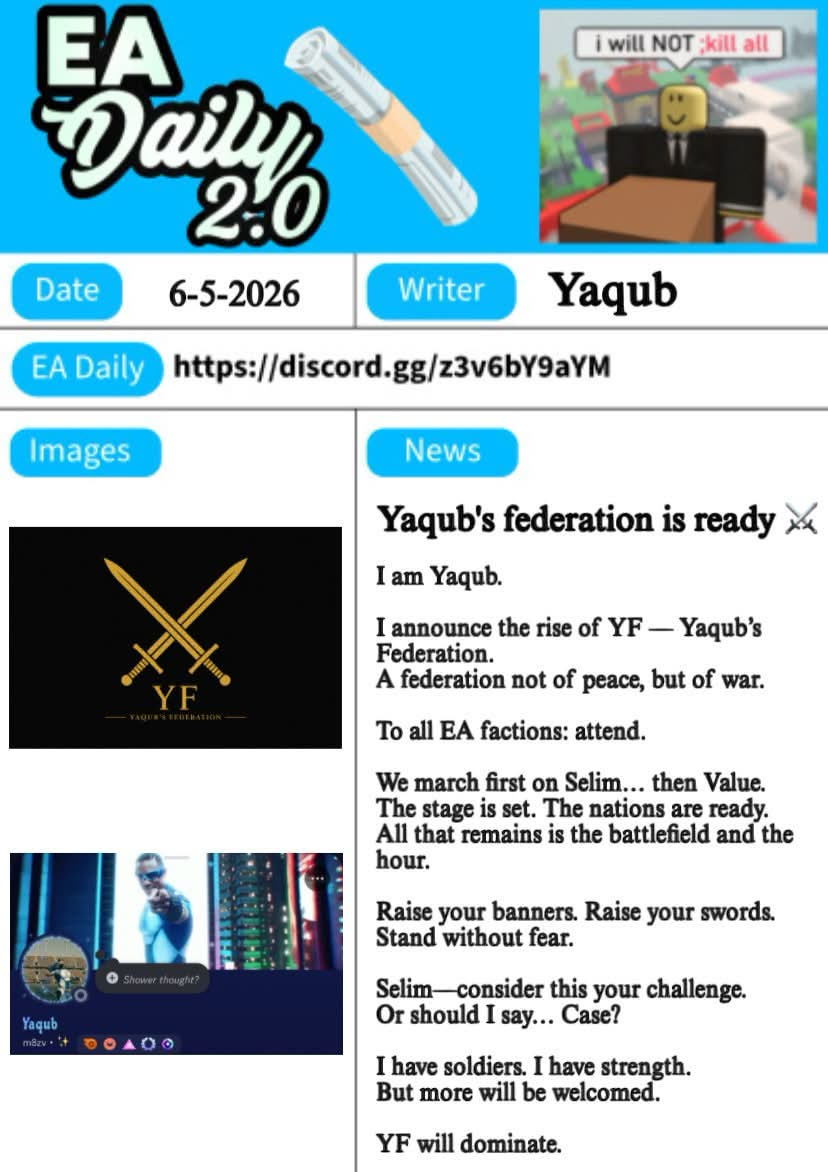 EA
Daily
2.0
i will NOT ;kill all
Date
6-5-2026
Writer
Yaqub
EA Daily
https://discord.gg/z3v6bY9aYM
Images
News
YF
YAQUB'S FEDERATION
Shower thought?
Yaqub
m8zv •
Yaqub's federation is ready ⚔
I am Yaqub.
I announce the rise of YF — Yaqub’s
Federation.
A federation not of peace, but of war.
To all EA factions: attend.
We march first on Selim… then Value.
The stage is set. The nations are ready.
All that remains is the battlefield and the
hour.
Raise your banners. Raise your swords.
Stand without fear.
Selim—consider this your challenge.
Or should I say… Case?
I have soldiers. I have strength.
But more will be welcomed.
YF will dominate.